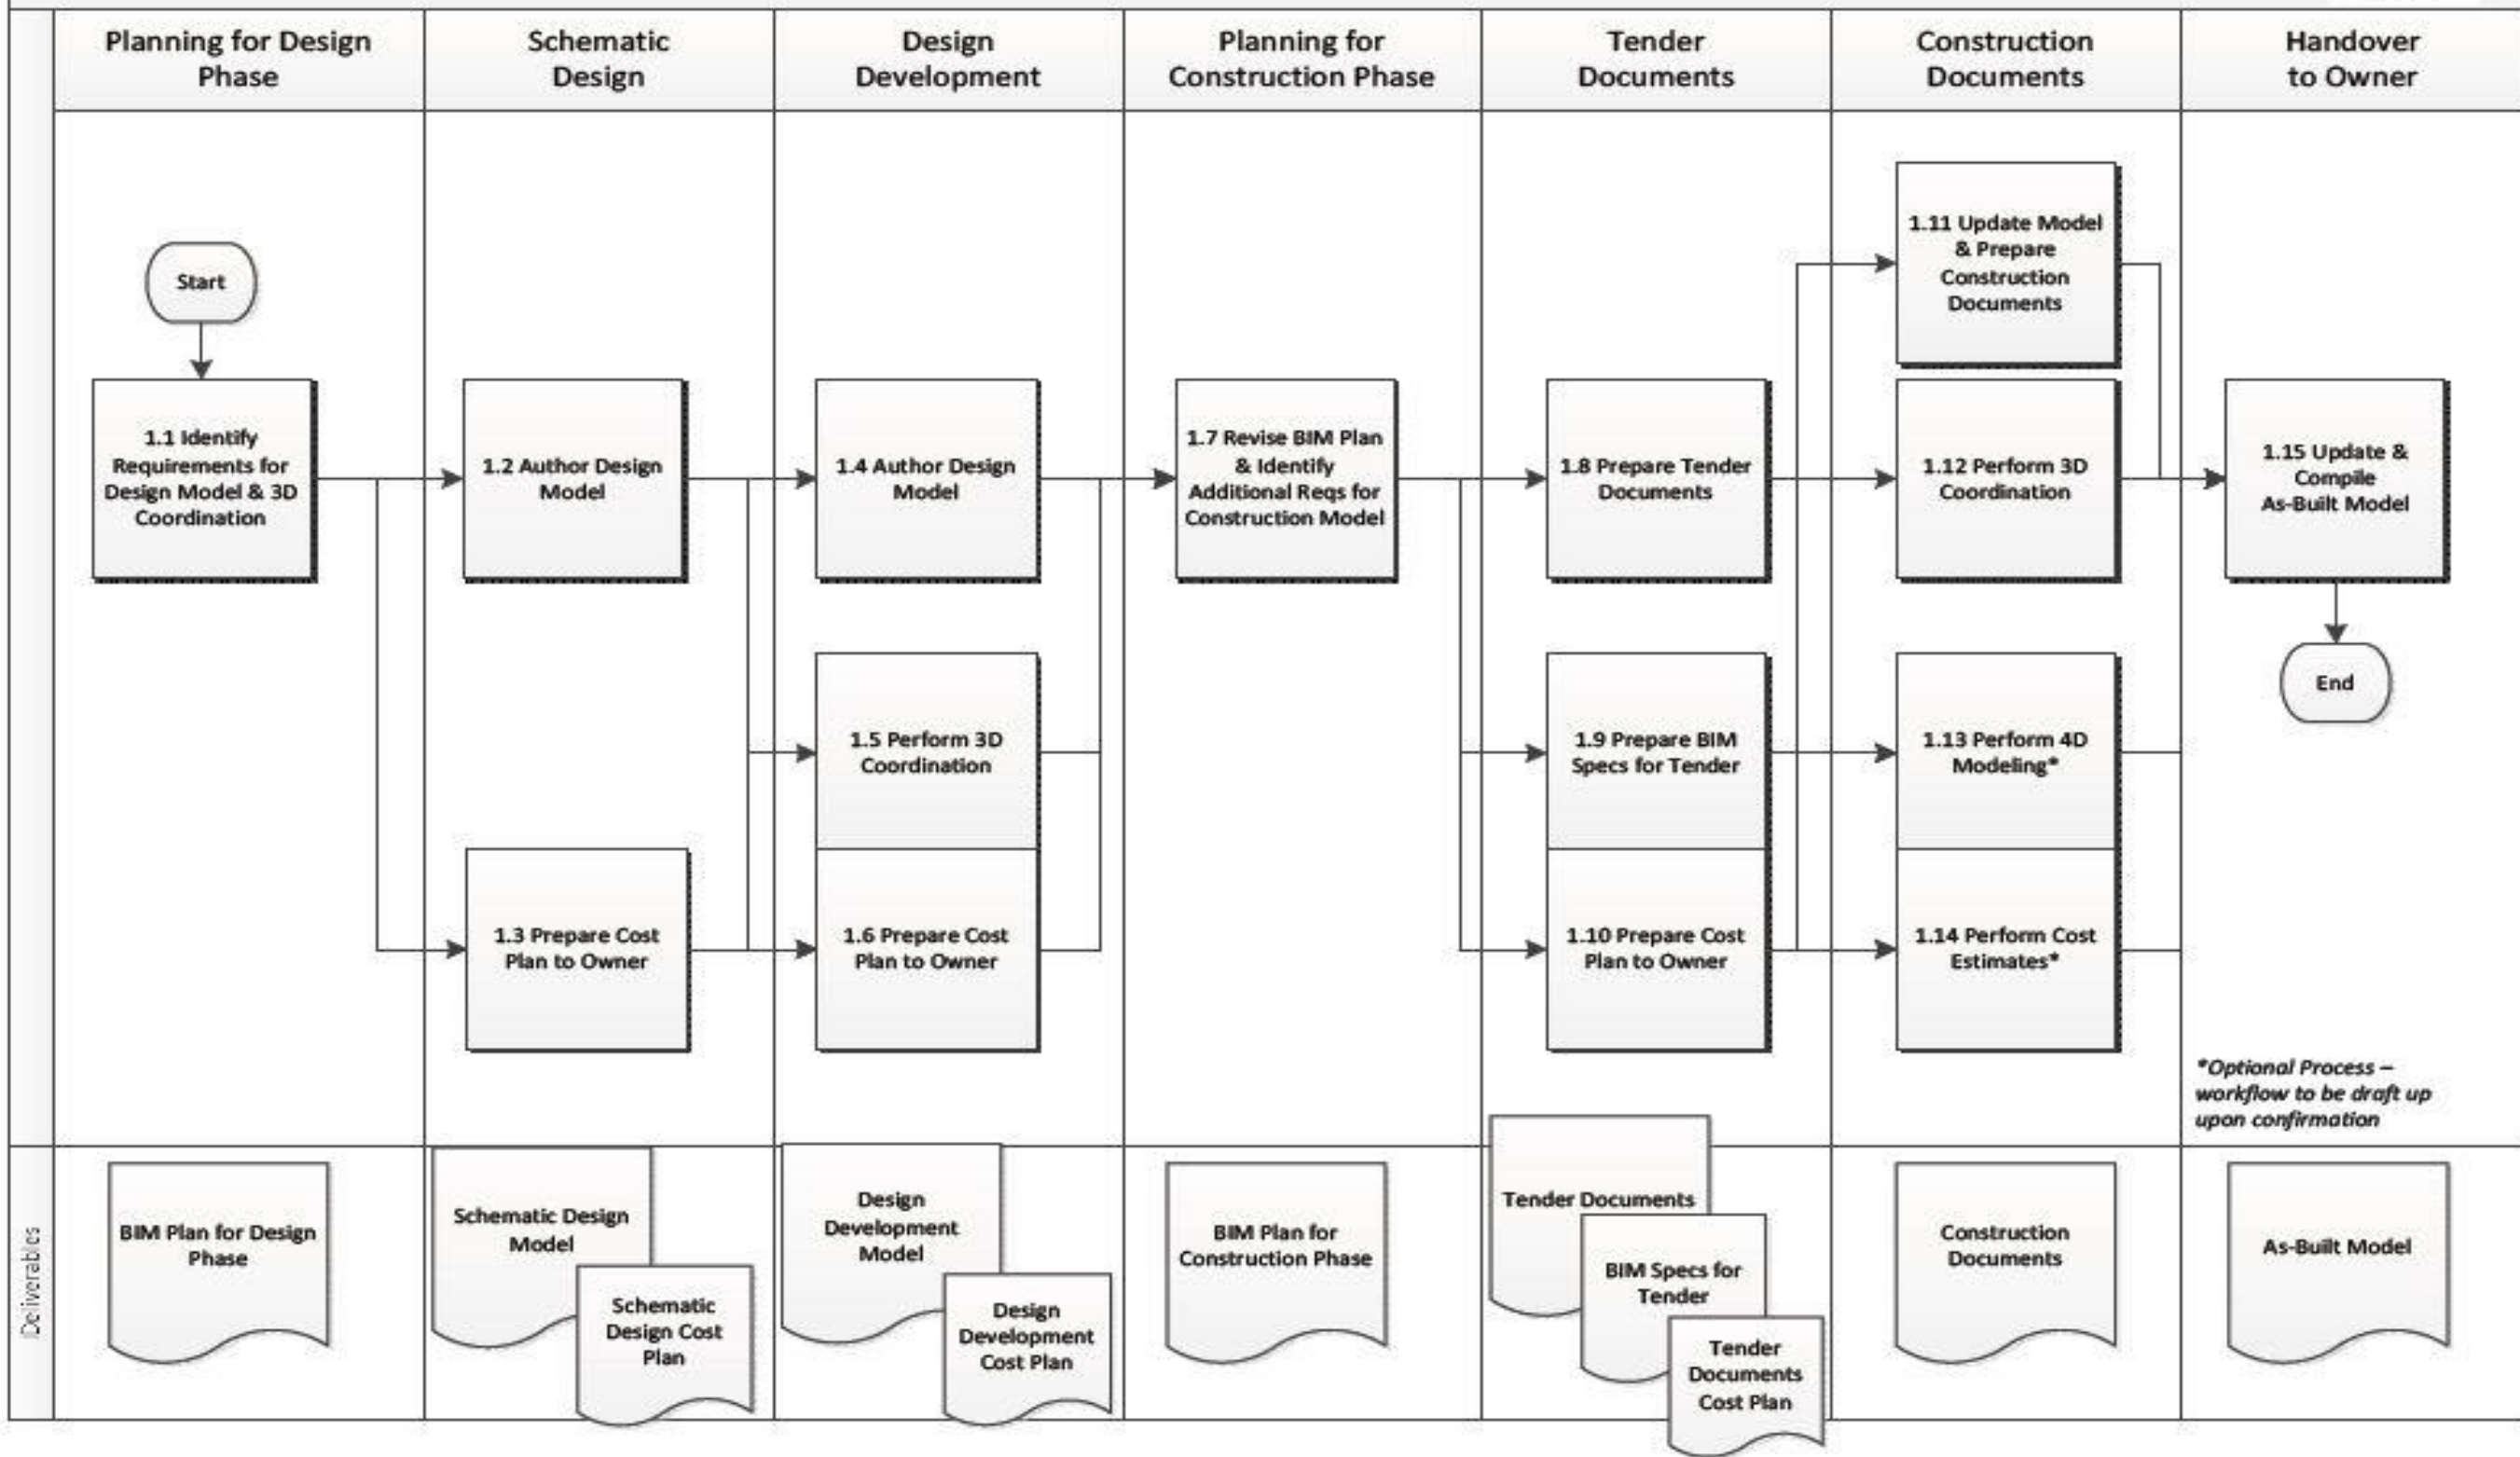 Planning for Design
Phase
Schematic
Design
Design
Development
Planning for
Construction Phase
Tender
Documents
Construction
Documents
Handover
to Owner
Start
1.1 Identify
Requirements for
Design Model & 3D
Coordination
1.2 Author Design
Model
1.3 Prepare Cost
Plan to Owner
1.4 Author Design
Model
1.5 Perform 3D
Coordination
1.6 Prepare Cost
Plan to Owner
1.7 Revise BIM Plan
& Identify
Additional Reqs for
Construction Model
1.8 Prepare Tender
Documents
1.9 Prepare BIM
Specs for Tender
1.10 Prepare Cost
Plan to Owner
1.11 Update Model
& Prepare
Construction
Documents
1.12 Perform 3D
Coordination
1.13 Perform 4D
Modeling*
1.14 Perform Cost
Estimates*
1.15 Update &
Compile
As-Built Model
End
*Optional Process –
workflow to be draft up
upon confirmation
Deliverables
BIM Plan for Design
Phase
Schematic Design
Model
Schematic
Design Cost
Plan
Design
Development
Model
Design
Development
Cost Plan
BIM Plan for
Construction Phase
Tender Documents
BIM Specs for
Tender
Tender
Documents
Cost Plan
Construction
Documents
As-Built Model